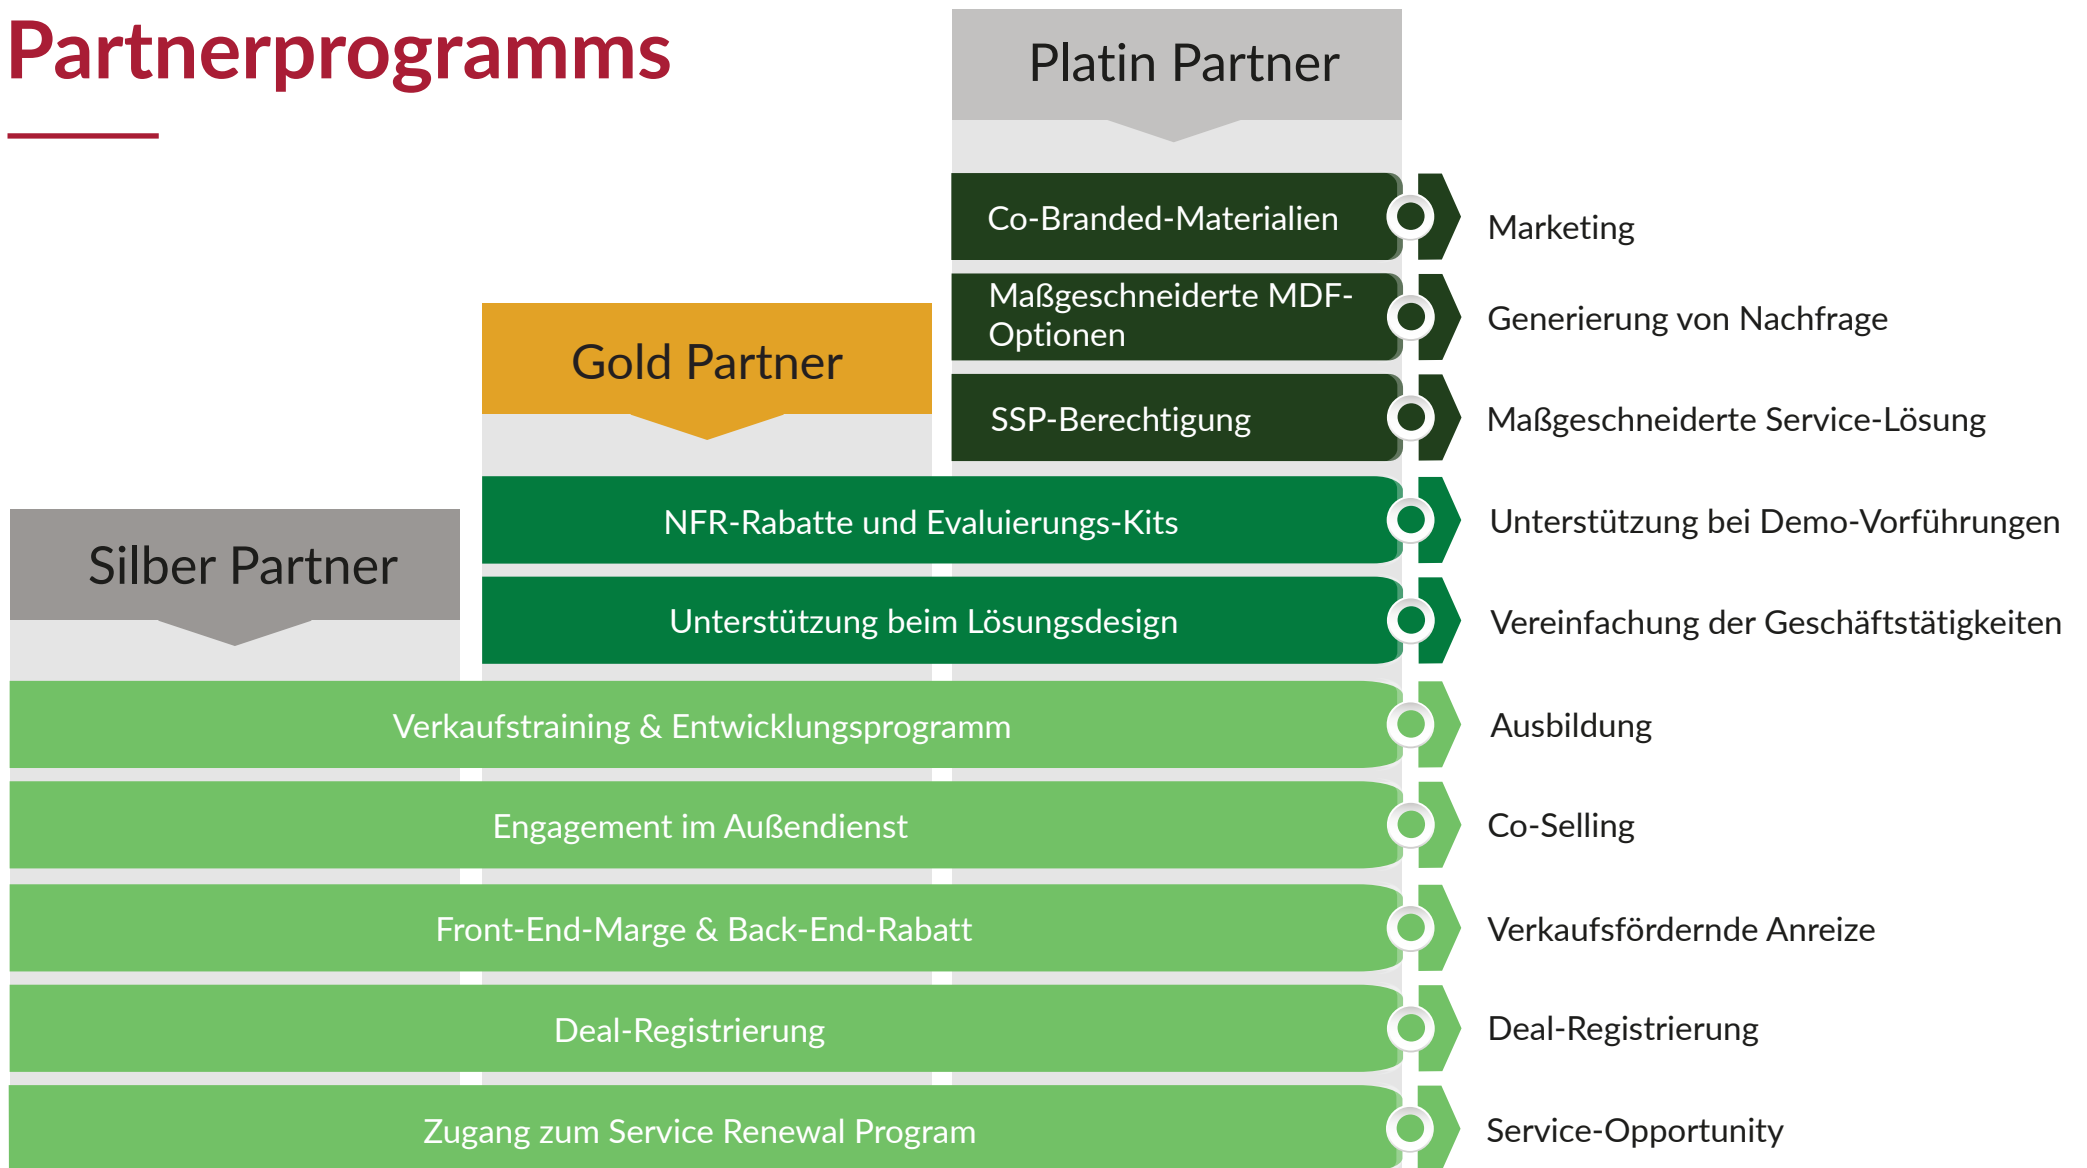 Partnerprogramms
Platin Partner
Co-Branded-Materialien
Marketing
Maßgeschneiderte MDF-
Optionen
Generierung von Nachfrage
Gold Partner
SSP-Berechtigung
Maßgeschneiderte Service-Lösung
NFR-Rabatte und Evaluierungs-Kits
Unterstützung bei Demo-Vorführungen
Silber Partner
Unterstützung beim Lösungsdesign
Vereinfachung der Geschäftstätigkeiten
Verkaufstraining & Entwicklungsprogramm
Ausbildung
Engagement im Außendienst
Co-Selling
Front-End-Marge & Back-End-Rabatt
Verkaufsfördernde Anreize
Deal-Registrierung
Deal-Registrierung
Zugang zum Service Renewal Program
Service-Opportunity